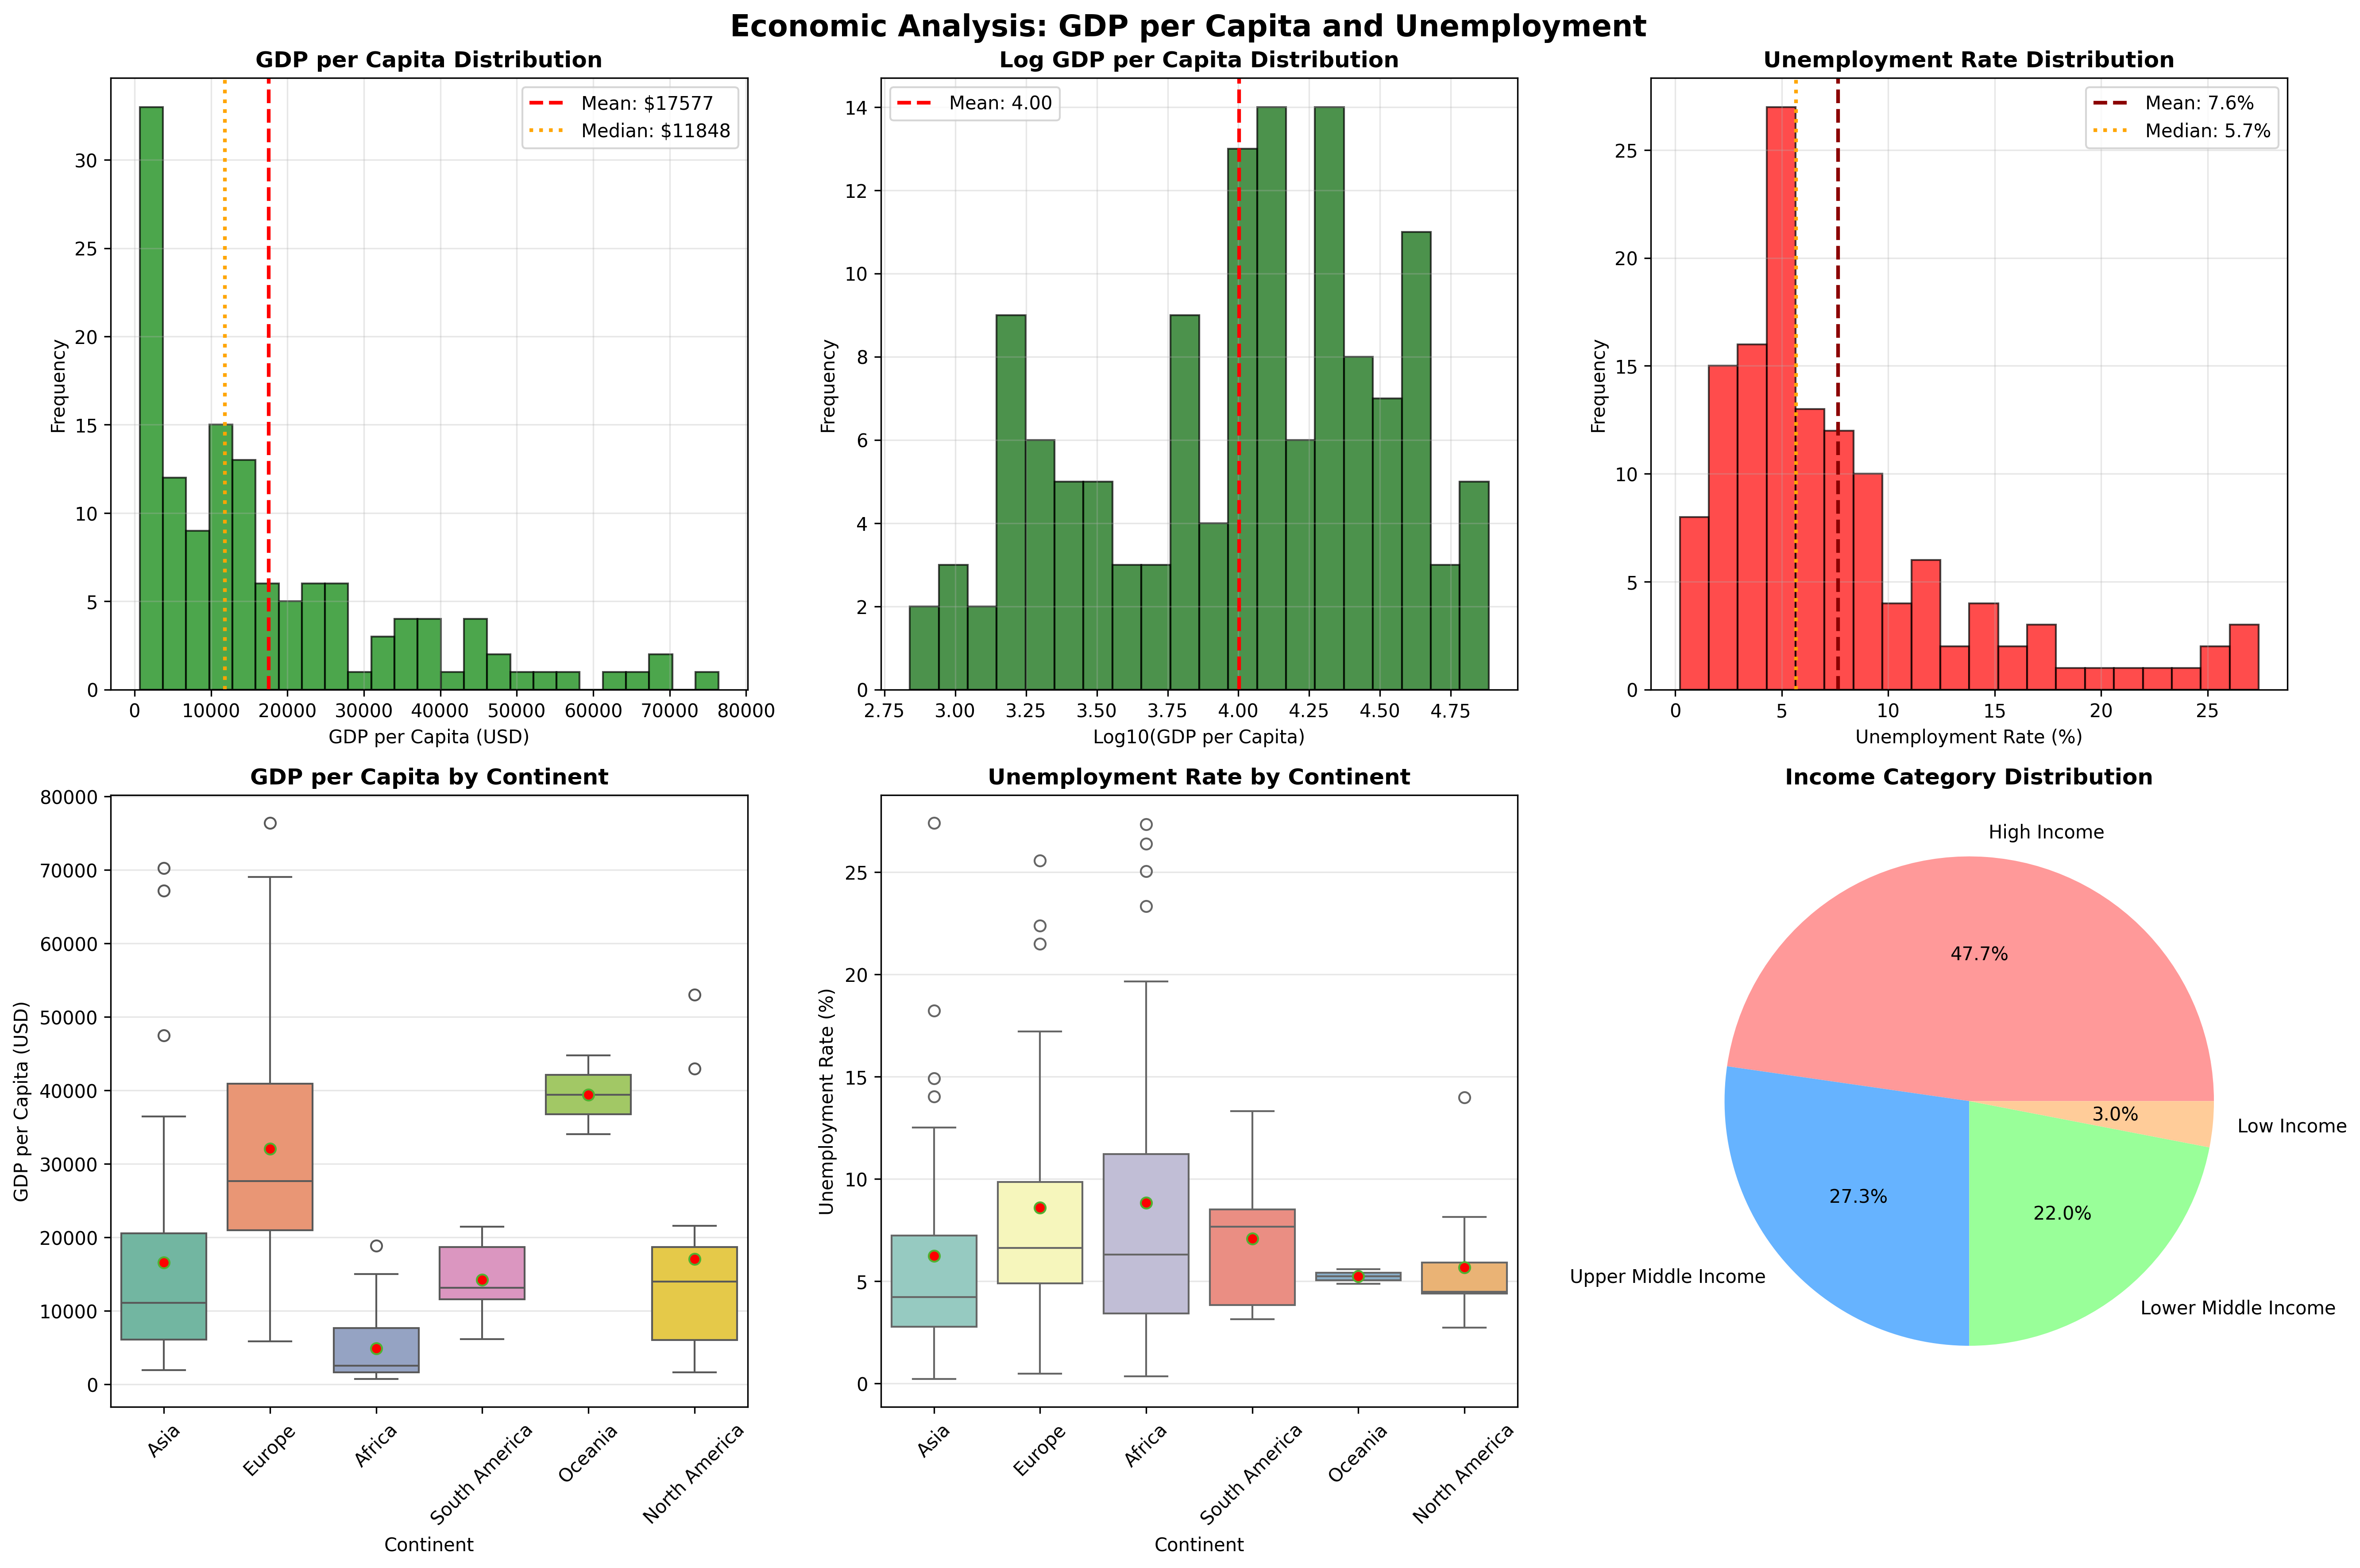 Economic Analysis: GDP per Capita and Unemployment
GDP per Capita Distribution
Mean: $17577
Median: $11848
Frequency
0
5
10
15
20
25
30
0
10000
20000
30000
40000
50000
60000
70000
80000
GDP per Capita (USD)
Log GDP per Capita Distribution
Mean: 4.00
Frequency
0
2
4
6
8
10
12
14
2.75
3.00
3.25
3.50
3.75
4.00
4.25
4.50
4.75
Log10(GDP per Capita)
Unemployment Rate Distribution
Mean: 7.6%
Median: 5.7%
Frequency
0
5
10
15
20
25
0
5
10
15
20
25
Unemployment Rate (%)
GDP per Capita by Continent
GDP per Capita (USD)
80000
70000
60000
50000
40000
30000
20000
10000
0
Asia
Europe
Africa
South America
Oceania
North America
Continent
Unemployment Rate by Continent
Unemployment Rate (%)
25
20
15
10
5
0
Asia
Europe
Africa
South America
Oceania
North America
Continent
Income Category Distribution
High Income
47.7%
3.0%
Low Income
27.3%
22.0%
Upper Middle Income
Lower Middle Income